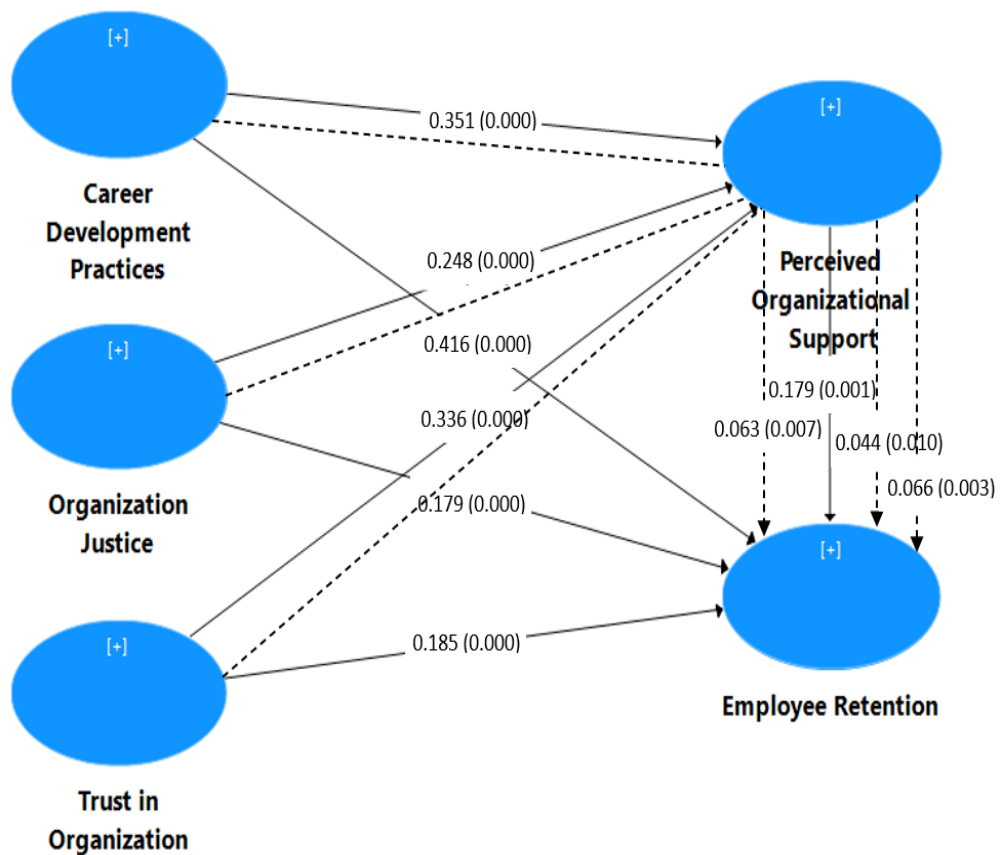 [+]
Career
Development
Practices
[+]
Organization
Justice
[+]
Trust in
Organization
0.351 (0.000)
0.248 (0.000)
0.416 (0.000)
0.336 (0.000)
0.179 (0.000)
0.185 (0.000)
[+]
Perceived
Organizational
Support
0.179 (0.001)
0.063 (0.007)
0.044 (0.010)
0.066 (0.003)
[+]
Employee Retention